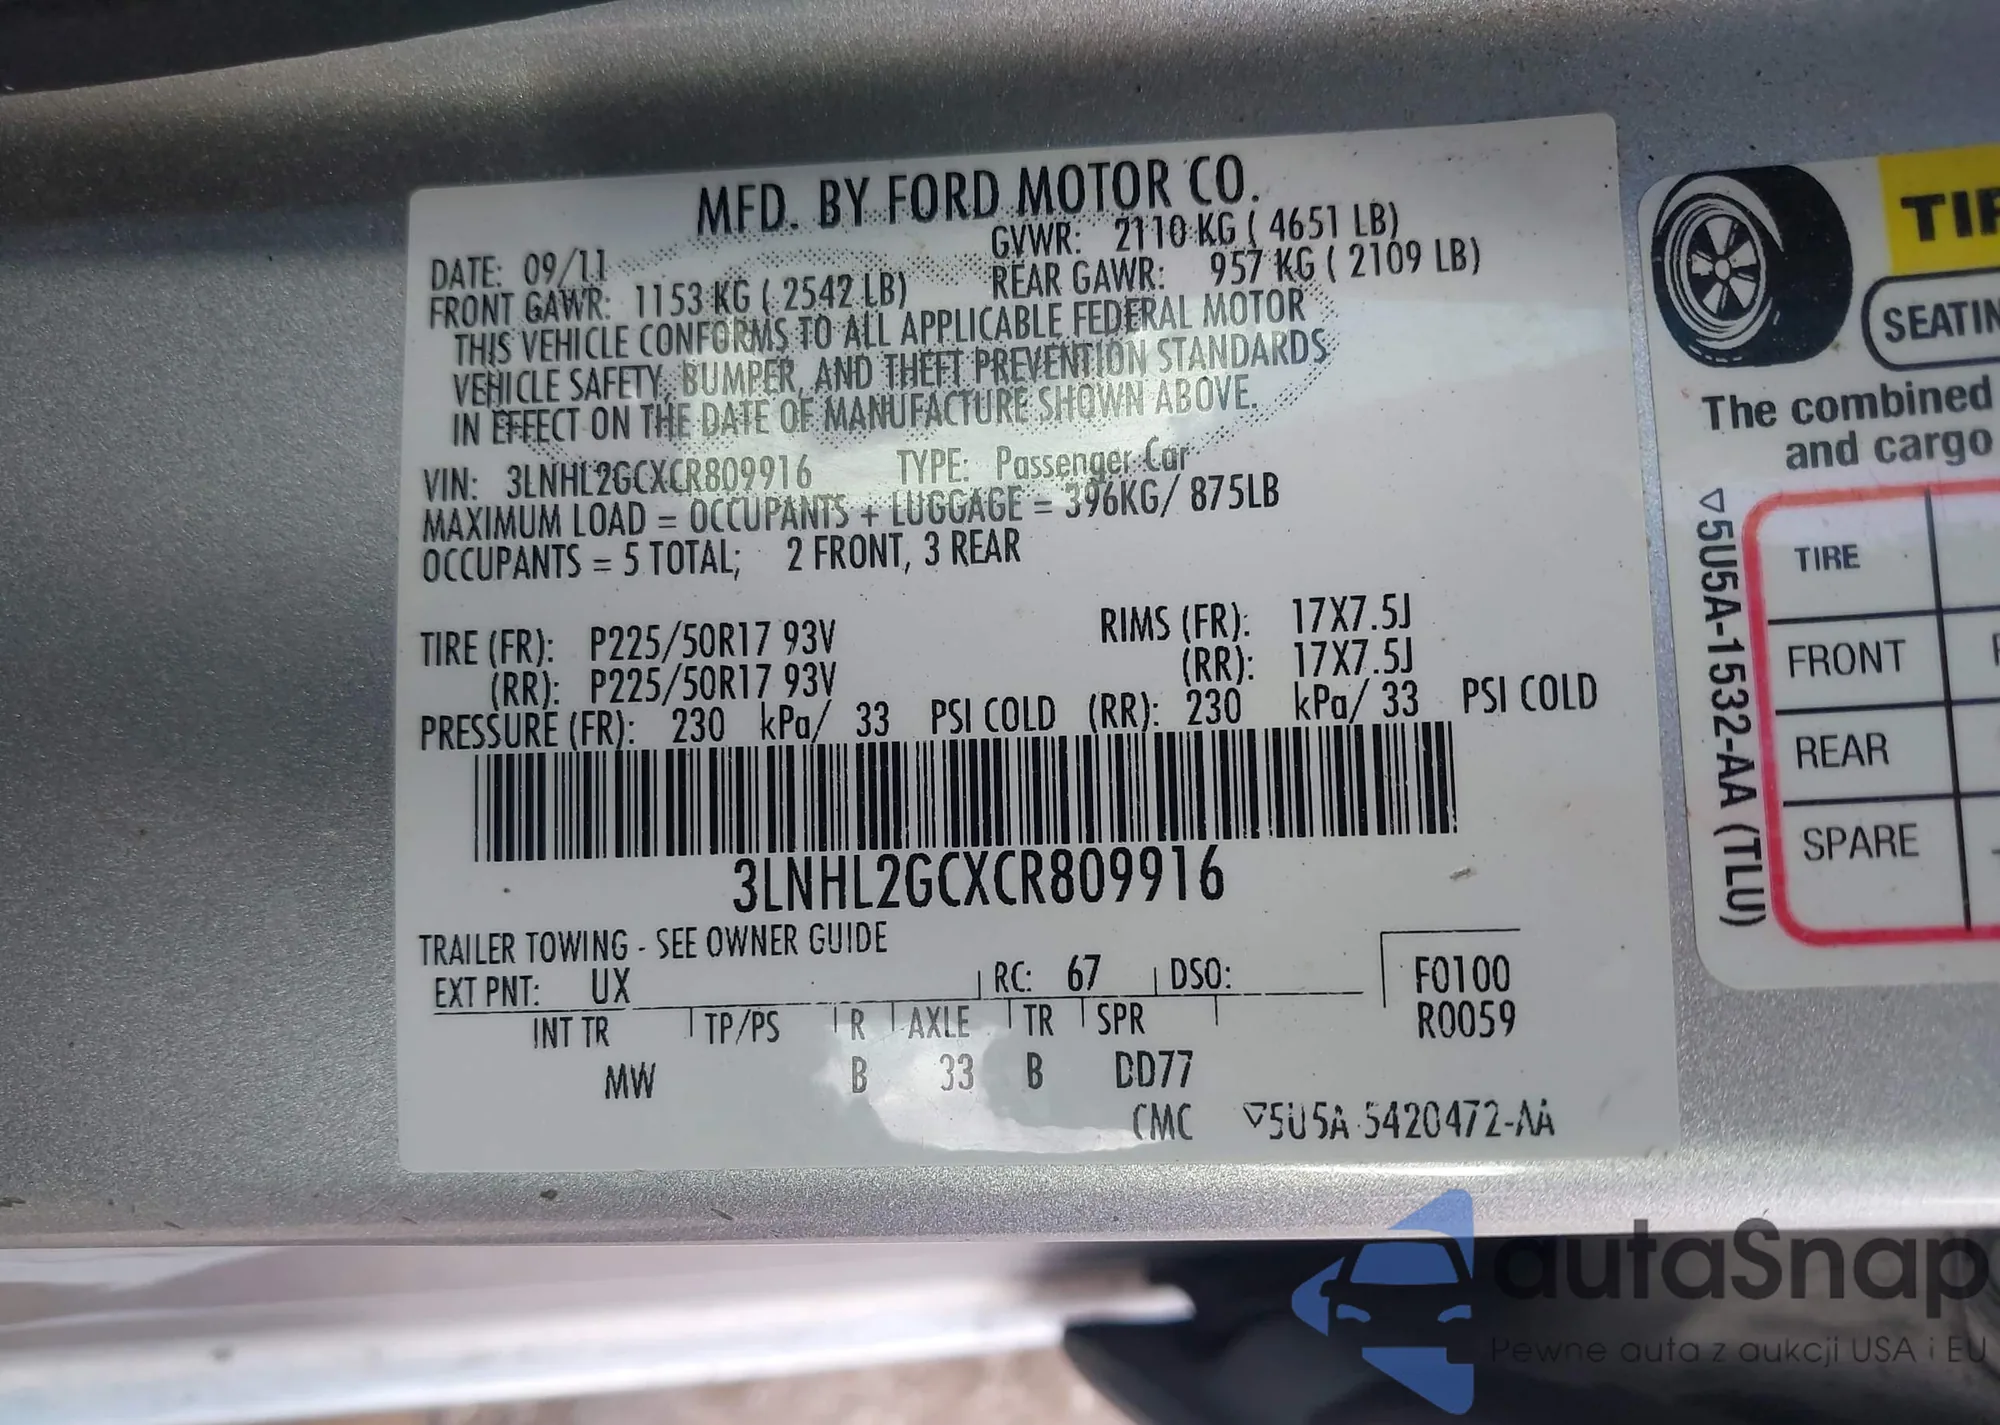 MFD. BY FORD MOTOR CO.
DATE: 09/11 GVWR: 2110 KG ( 4651 LB)
FRONT GAWR: 1153 KG ( 2542 LB) REAR GAWR: 957 KG ( 2109 LB)
THIS VEHICLE CONFORMS TO ALL APPLICABLE FEDERAL MOTOR
VEHICLE SAFETY, BUMPER, AND THEFT PREVENTION STANDARDS
IN EFFECT ON THE DATE OF MANUFACTURE SHOWN ABOVE.
VIN: 3LNHL2GCXCR809916 TYPE: Passenger Car
MAXIMUM LOAD = OCCUPANTS + LUGGAGE = 396KG/ 875LB
OCCUPANTS = 5 TOTAL; 2 FRONT, 3 REAR
TIRE (FR): P225/50R17 93V RIMS (FR): 17X7.5J
(RR): P225/50R17 93V (RR): 17X7.5J
PRESSURE (FR): 230 kPa/ 33 PSI COLD (RR): 230 kPa/ 33 PSI COLD
3LNHL2GCXCR809916
TRAILER TOWING - SEE OWNER GUIDE
EXT PNT: UX RC: 67 DSO: F0100
R0059
INT TR TP/PS R AXLE TR SPR
MW B 33 B DD77
CMC ▽5U5A-5420472-AA
TIR
SEATIN
The combined
and cargo
▽5U5A-1532-AA (TLU)
TIRE
FRONT
REAR
SPARE
autaSnap
Pewne auta z aukcji USA i EU